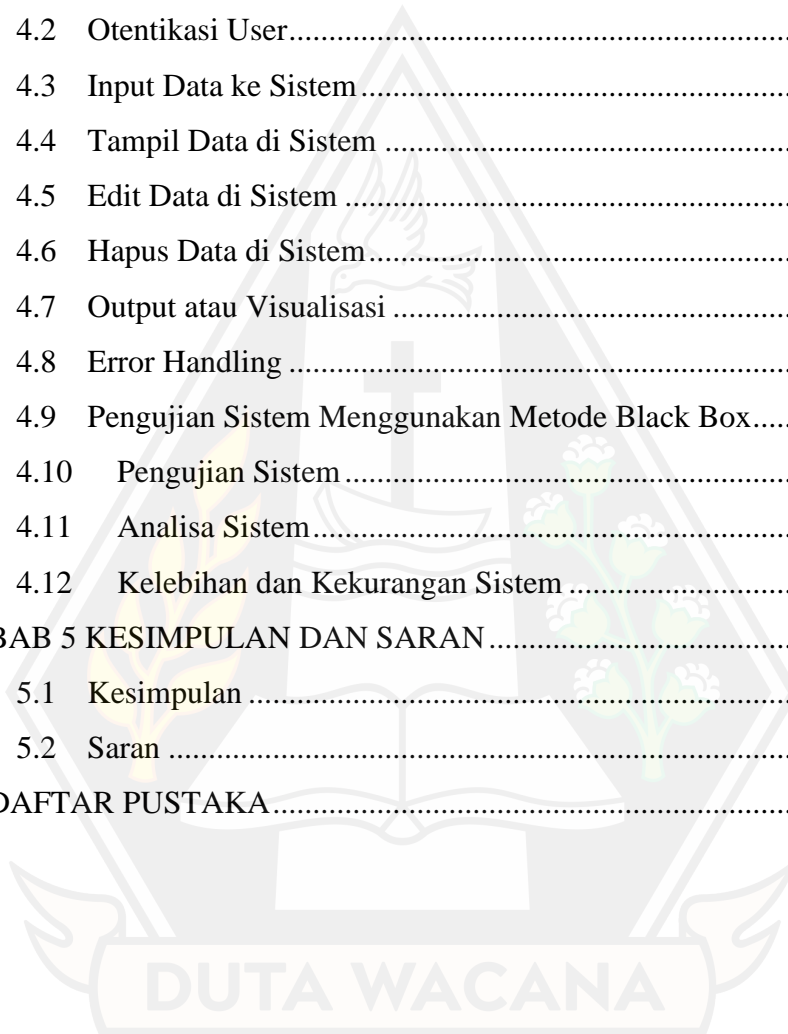 4.2 Otentikasi User.....................................................................
4.3 Input Data ke Sistem...........................................................
4.4 Tampil Data di Sistem ........................................................
4.5 Edit Data di Sistem .............................................................
4.6 Hapus Data di Sistem..........................................................
4.7 Output atau Visualisasi .......................................................
4.8 Error Handling ....................................................................
4.9 Pengujian Sistem Menggunakan Metode Black Box.....
4.10 Pengujian Sistem.............................................................
4.11 Analisa Sistem.................................................................
4.12 Kelebihan dan Kekurangan Sistem ..............................
BAB 5 KESIMPULAN DAN SARAN.........................................
5.1 Kesimpulan .........................................................................
5.2 Saran ...................................................................................
DAFTAR PUSTAKA.....................................................................
DUTA WACANA